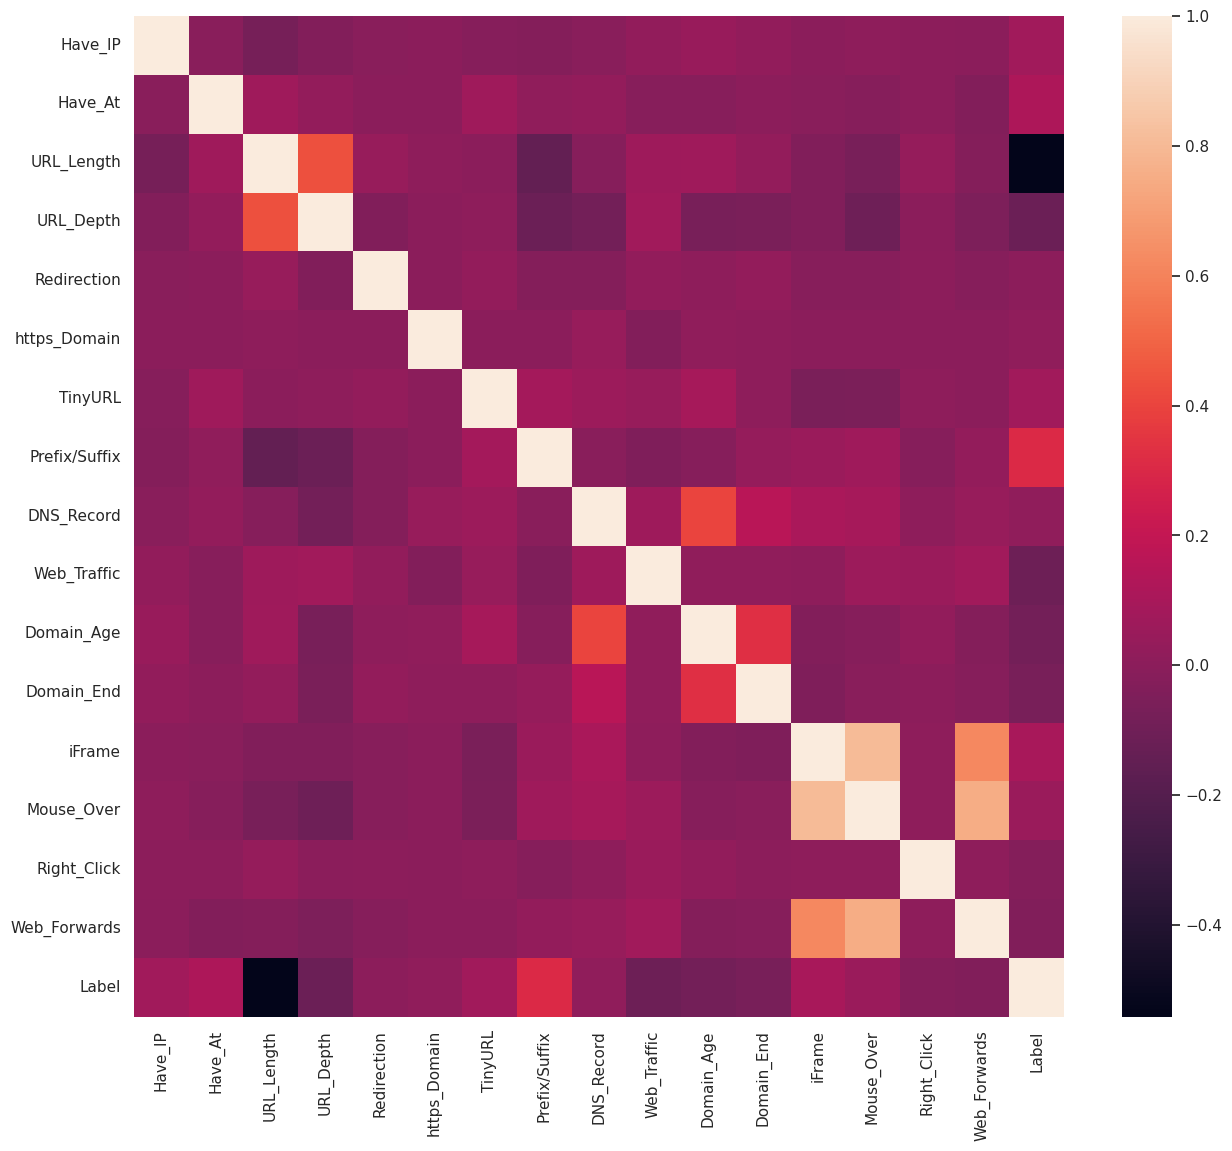 Have_IP
Have_At
URL_Length
URL_Depth
Redirection
https_Domain
TinyURL
Prefix/Suffix
DNS_Record
Web_Traffic
Domain_Age
Domain_End
iFrame
Mouse_Over
Right_Click
Web_Forwards
Label
Have_IP
Have_At
URL_Length
URL_Depth
Redirection
https_Domain
TinyURL
Prefix/Suffix
DNS_Record
Web_Traffic
Domain_Age
Domain_End
iFrame
Mouse_Over
Right_Click
Web_Forwards
Label
1.0
0.8
0.6
0.4
0.2
0.0
−0.2
−0.4